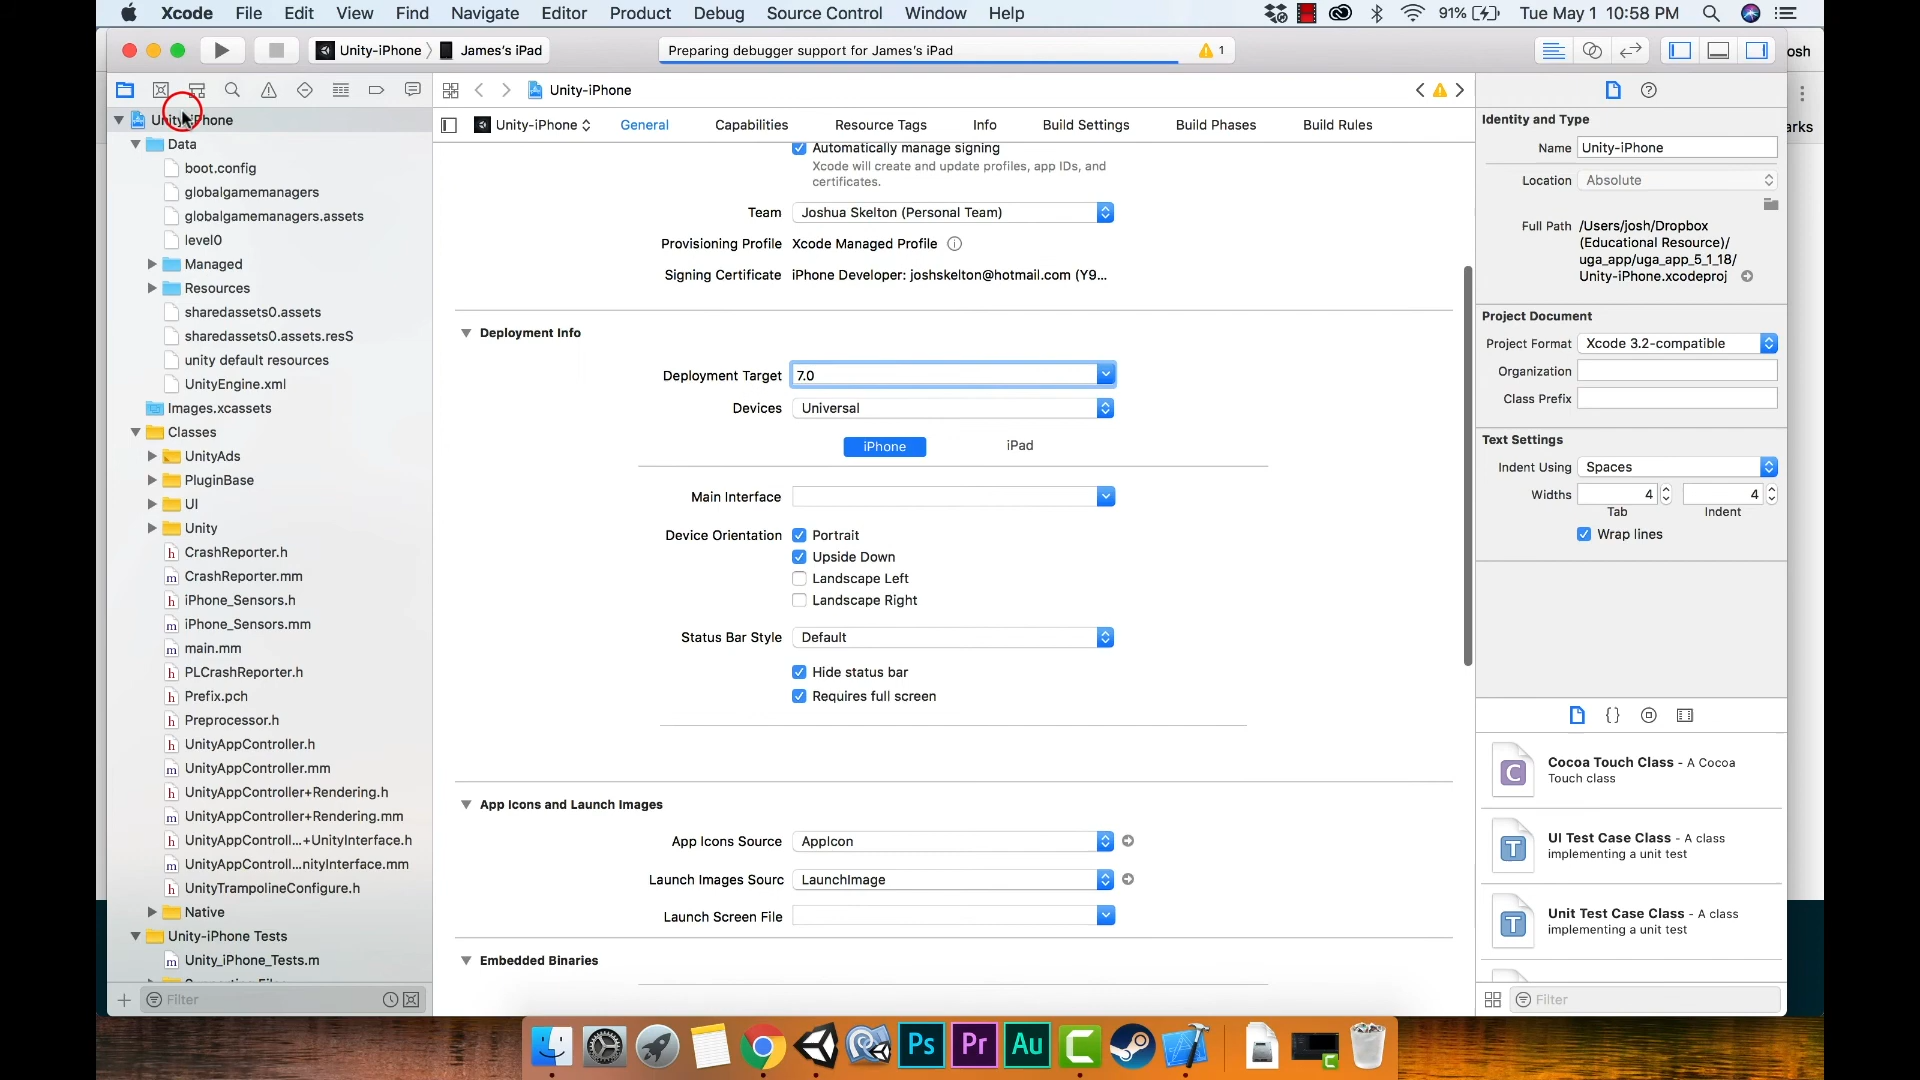 Xcode File Edit View Find Navigate Editor Product Debug Source Control Window Help 91% Tue May 1 10:58 PM
Unity-iPhone James's iPad Preparing debugger support for James's iPad 1 osh
Unity-iPhone
arks
Unity-iPhone
Data
boot.config
globalgamemanagers
globalgamemanagers.assets
level0
Managed
Resources
sharedassets0.assets
sharedassets0.assets.resS
unity default resources
UnityEngine.xml
Images.xcassets
Classes
UnityAds
PluginBase
UI
Unity
CrashReporter.h
CrashReporter.mm
iPhone_Sensors.h
iPhone_Sensors.mm
main.mm
PLCrashReporter.h
Prefix.pch
Preprocessor.h
UnityAppController.h
UnityAppController.mm
UnityAppController+Rendering.h
UnityAppController+Rendering.mm
UnityAppControll...+UnityInterface.h
UnityAppControll...nityInterface.mm
UnityTrampolineConfigure.h
Native
Unity-iPhone Tests
Unity_iPhone_Tests.m
Filter
Unity-iPhone General Capabilities Resource Tags Info Build Settings Build Phases Build Rules
Automatically manage signing
Xcode will create and update profiles, app IDs, and
certificates.
Team Joshua Skelton (Personal Team)
Provisioning Profile Xcode Managed Profile
Signing Certificate iPhone Developer: joshskelton@hotmail.com (Y9...
Deployment Info
Deployment Target 7.0
Devices Universal
iPhone iPad
Main Interface
Device Orientation Portrait
Upside Down
Landscape Left
Landscape Right
Status Bar Style Default
Hide status bar
Requires full screen
App Icons and Launch Images
App Icons Source AppIcon
Launch Images Sourc LaunchImage
Launch Screen File
Embedded Binaries
Identity and Type
Name Unity-iPhone
Location Absolute
Full Path /Users/josh/Dropbox
(Educational Resource)/
uga_app/uga_app_5_1_18/
Unity-iPhone.xcodeproj
Project Document
Project Format Xcode 3.2-compatible
Organization
Class Prefix
Text Settings
Indent Using Spaces
Widths 4 4
Tab Indent
Wrap lines
{}
C Cocoa Touch Class - A Cocoa
Touch class
T UI Test Case Class - A class
implementing a unit test
T Unit Test Case Class - A class
implementing a unit test
Filter
Ps Pr Au C